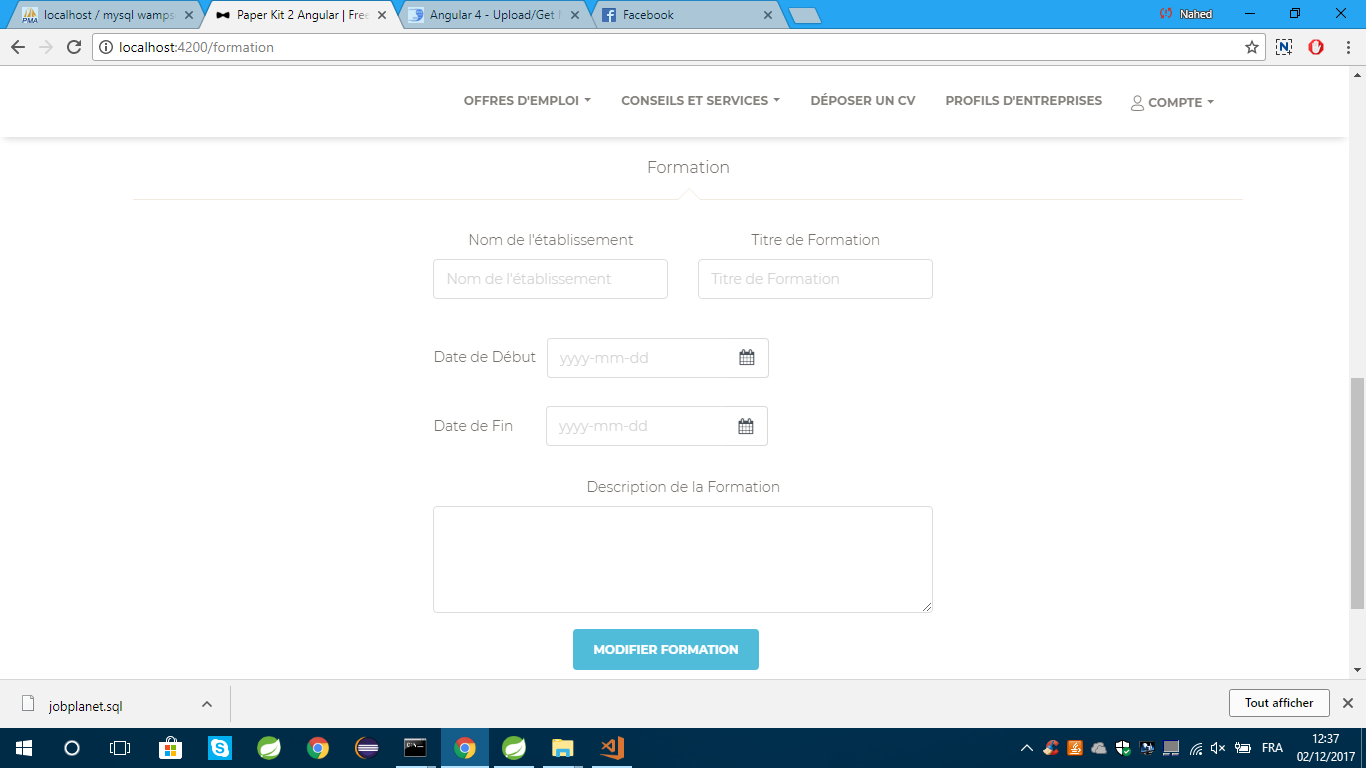 localhost / mysql wamps
Paper Kit 2 Angular | Free
Angular 4 - Upload/Get M
Facebook
Nahed
localhost:4200/formation
OFFRES D'EMPLOI
CONSEILS ET SERVICES
DÉPOSER UN CV
PROFILS D'ENTREPRISES
COMPTE
Formation
Nom de l'établissement
Titre de Formation
Nom de l'établissement
Titre de Formation
Date de Début
yyyy-mm-dd
Date de Fin
yyyy-mm-dd
Description de la Formation
MODIFIER FORMATION
jobplanet.sql
Tout afficher
FRA
12:37
02/12/2017